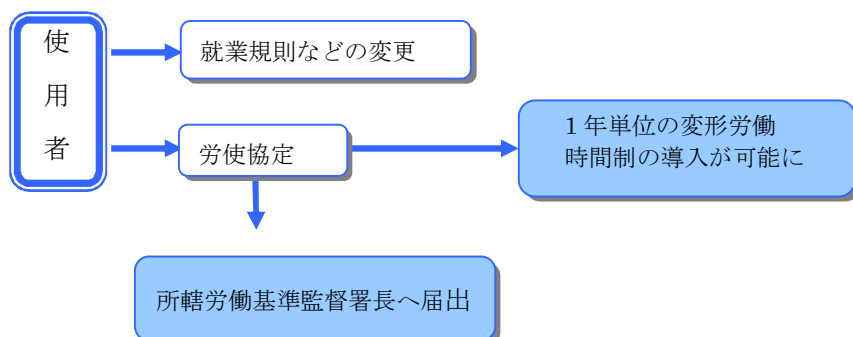 使用者
就業規則などの変更
労使協定
1年単位の変形労働
時間制の導入が可能に
所轄労働基準監督署長へ届出